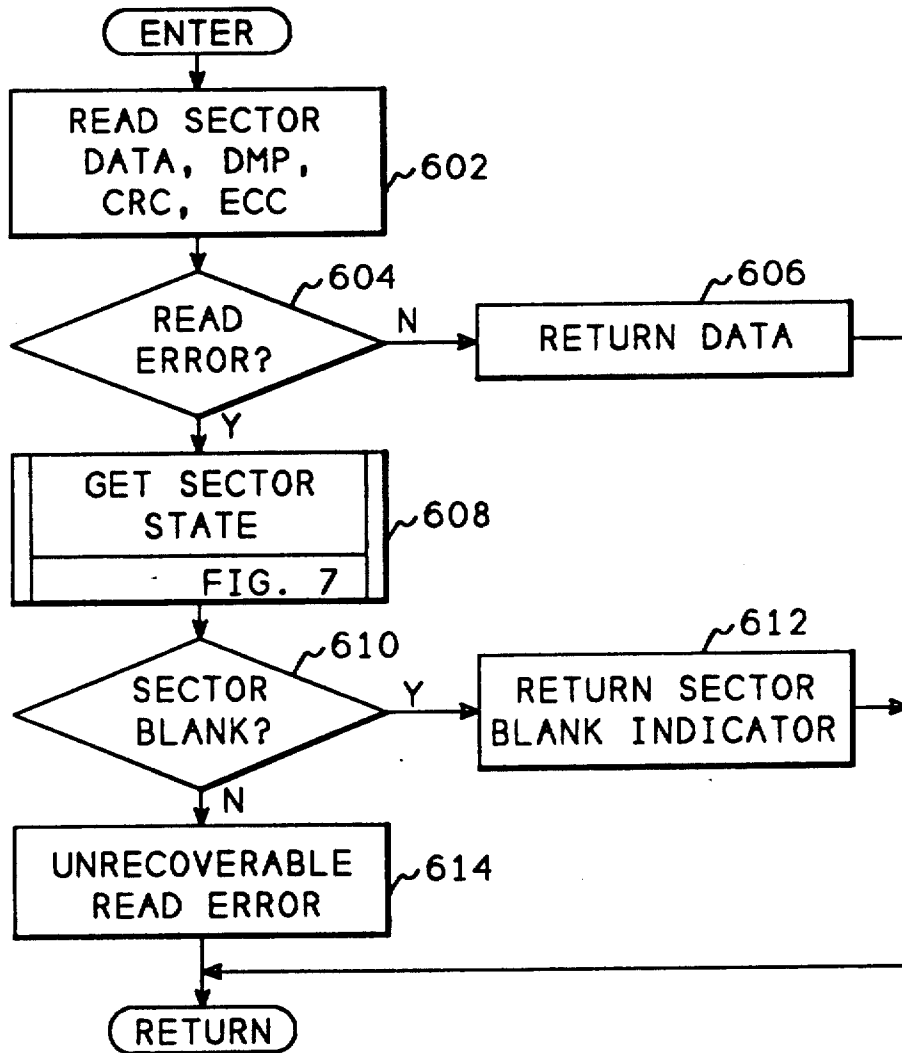 ENTER
READ SECTOR
DATA, DMP,
CRC, ECC
602
604
READ
ERROR?
N
Y
606
RETURN DATA
GET SECTOR
STATE
FIG. 7
608
610
SECTOR
BLANK?
Y
N
612
RETURN SECTOR
BLANK INDICATOR
UNRECOVERABLE
READ ERROR
614
RETURN